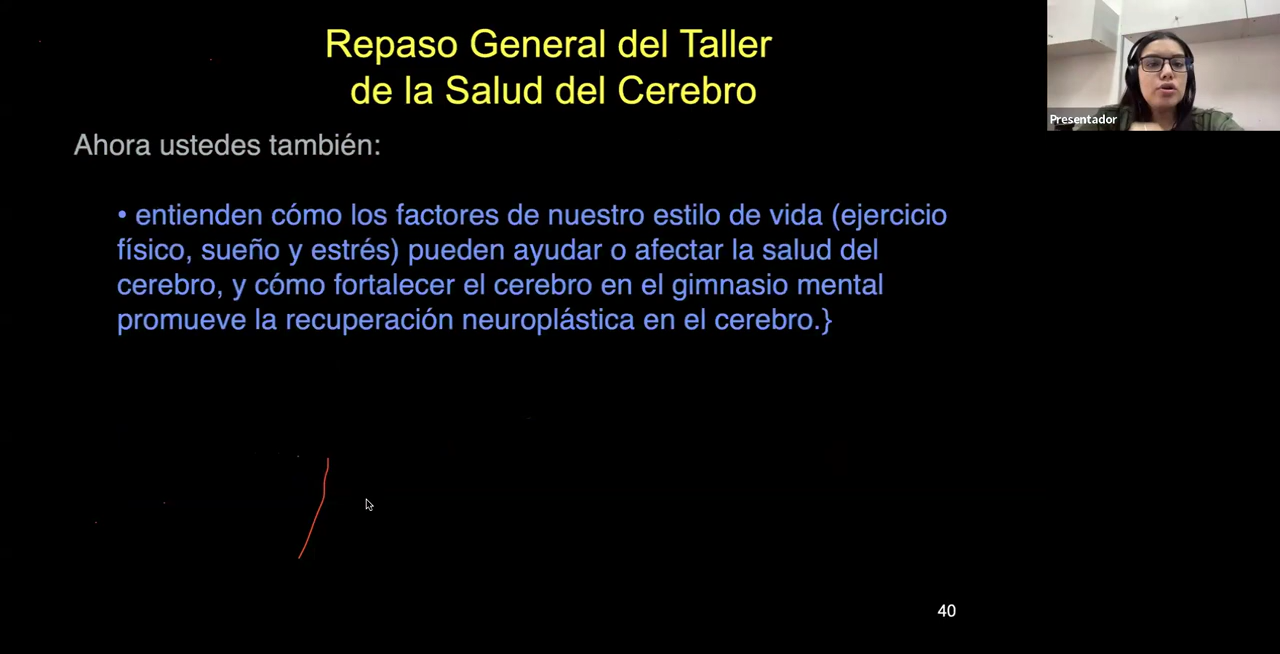 Repaso General del Taller
de la Salud del Cerebro
Presentador
Ahora ustedes también:
• entienden cómo los factores de nuestro estilo de vida (ejercicio
físico, sueño y estrés) pueden ayudar o afectar la salud del
cerebro, y cómo fortalecer el cerebro en el gimnasio mental
promueve la recuperación neuroplástica en el cerebro.}
40